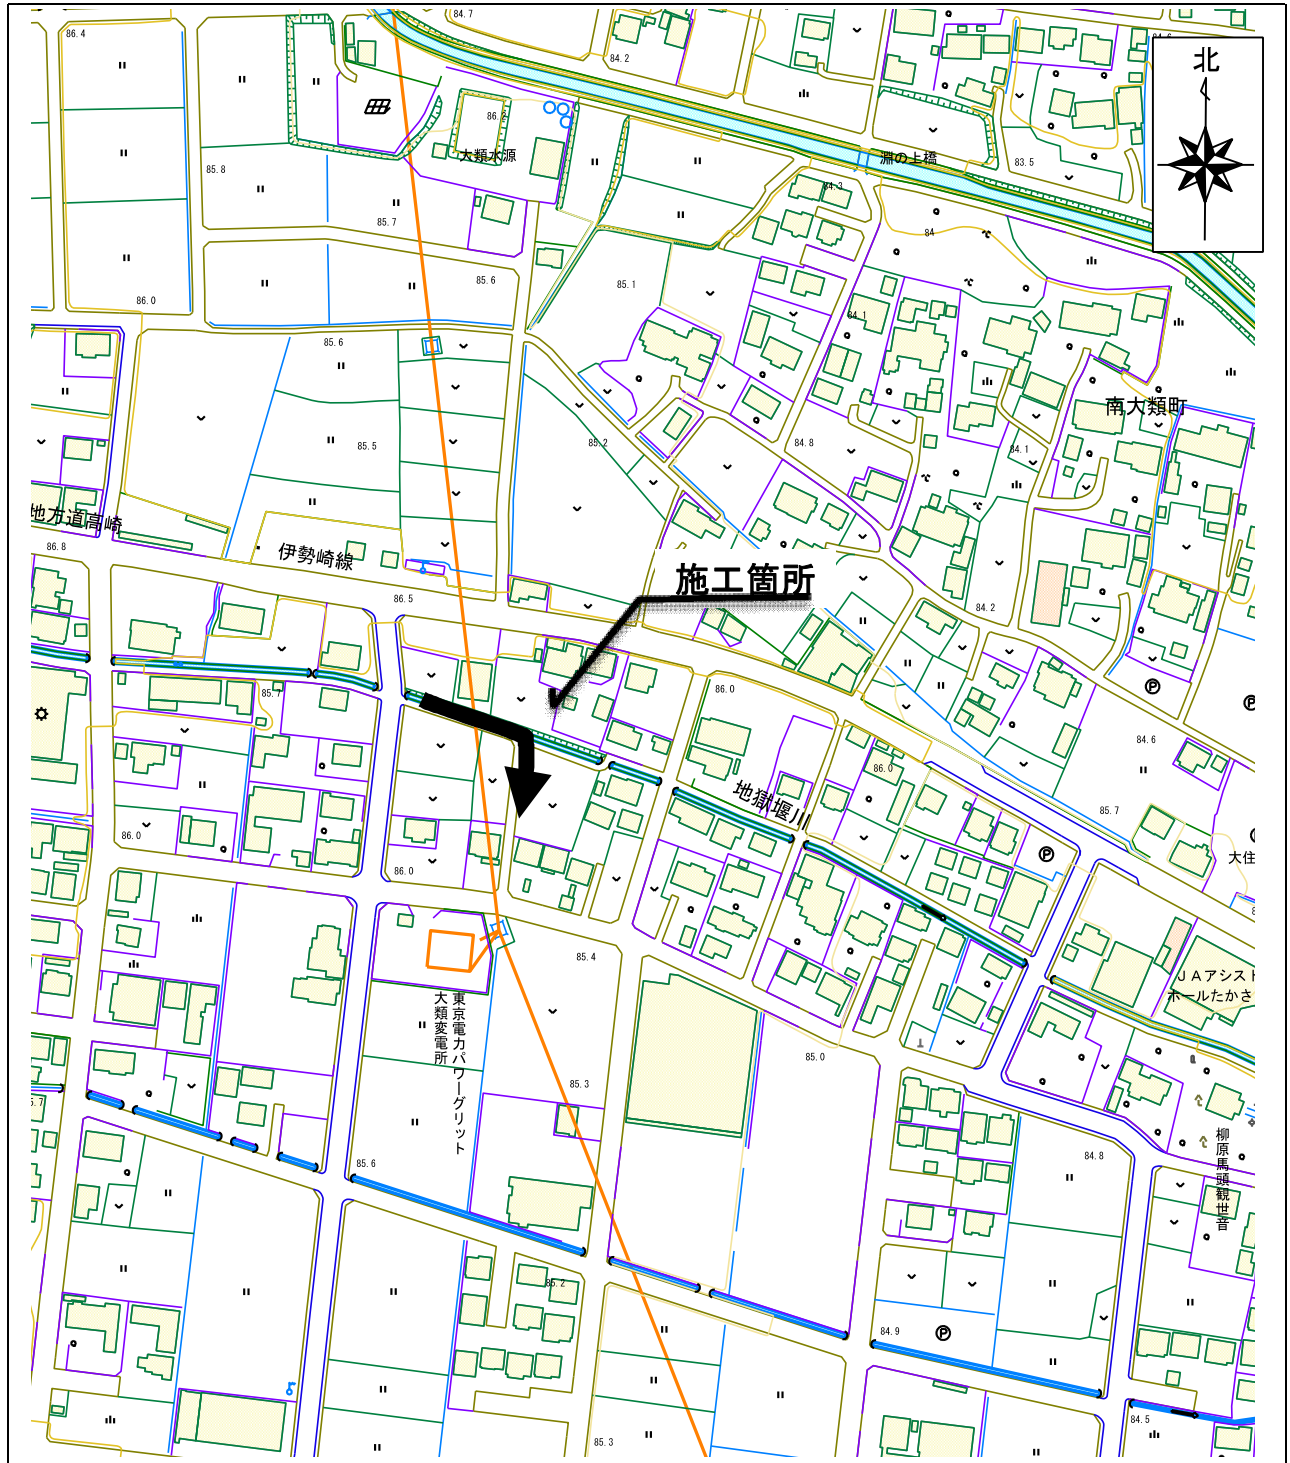 84.7
86.4
84.2
北
86.2
大類水源
淵の上橋
83.5
85.8
84.3
85.7
84
85.6
85.1
86.0
84.1
85.6
南大類町
85.5
85.2
84.8
84.1
地方道高崎
86.8
伊勢崎線
施工箇所
86.5
84.2
85.7
86.0
84.6
86.0
地獄堰川
85.7
86.0
86.0
大住
85.4
JAアシスト
ホールたかさ
東京電力パワーグリット
大類変電所
85.0
85.3
5.7
柳原馬頭観世音
85.6
84.8
85.2
84.9
84.5
85.3